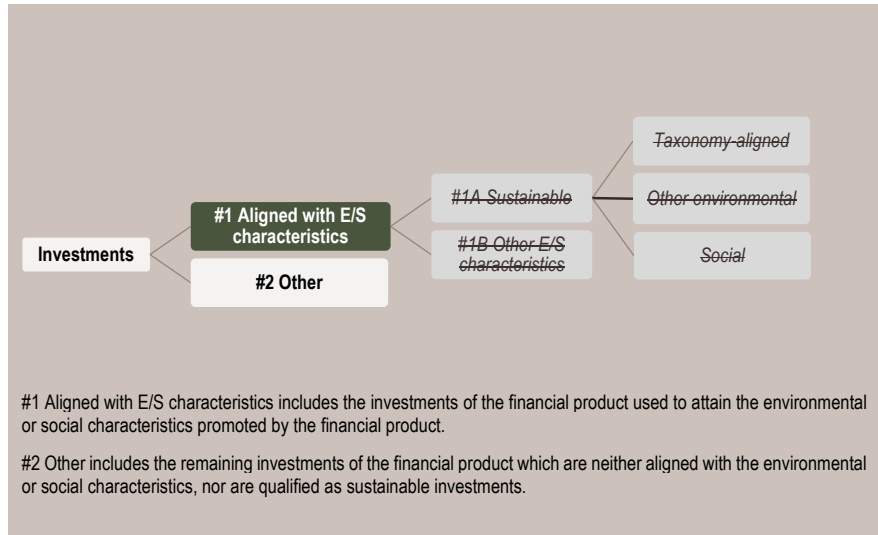 Taxonomy-aligned
#1A Sustainable
Other environmental
#1 Aligned with E/S
characteristics
#1B Other E/S
characteristics
Social
Investments
#2 Other
#1 Aligned with E/S characteristics includes the investments of the financial product used to attain the environmental
or social characteristics promoted by the financial product.
#2 Other includes the remaining investments of the financial product which are neither aligned with the environmental
or social characteristics, nor are qualified as sustainable investments.